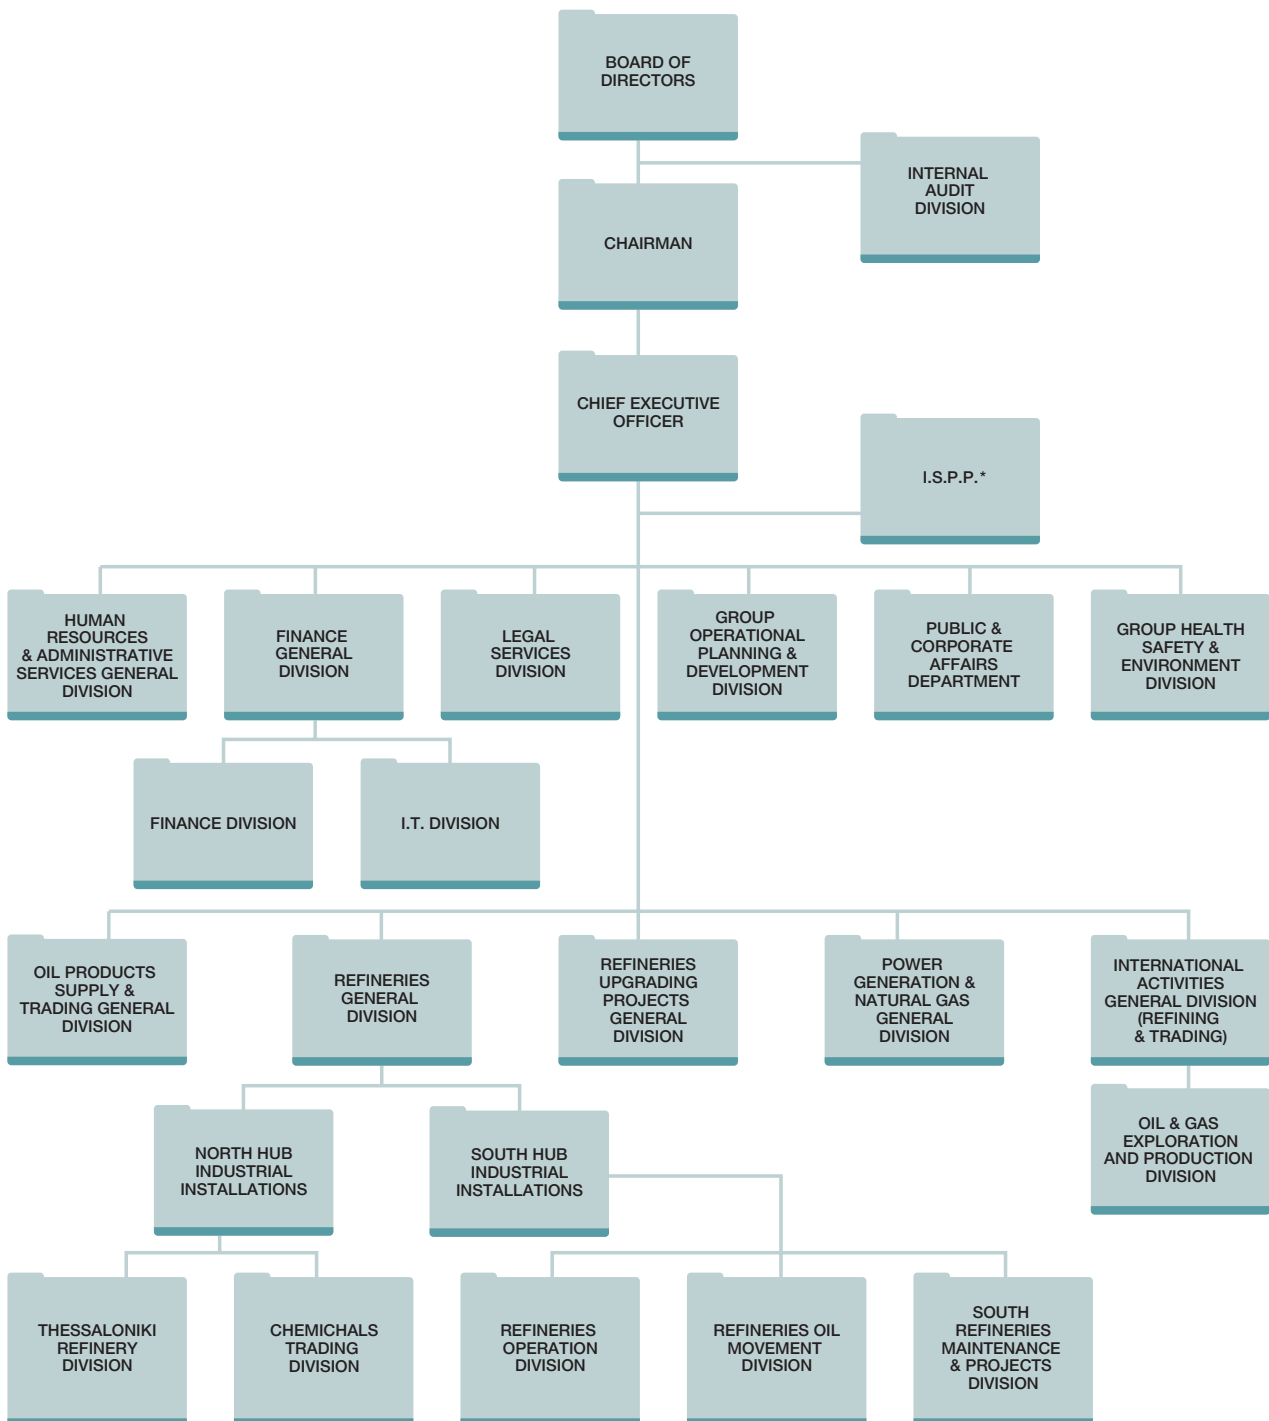 BOARD OF
DIRECTORS
INTERNAL
AUDIT
DIVISION
CHAIRMAN
CHIEF EXECUTIVE
OFFICER
I.S.P.P.*
HUMAN
RESOURCES
& ADMINISTRATIVE
SERVICES GENERAL
DIVISION
FINANCE
GENERAL
DIVISION
LEGAL
SERVICES
DIVISION
GROUP
OPERATIONAL
PLANNING &
DEVELOPMENT
DIVISION
PUBLIC &
CORPORATE
AFFAIRS
DEPARTMENT
GROUP HEALTH
SAFETY &
ENVIRONMENT
DIVISION
FINANCE DIVISION
I.T. DIVISION
OIL PRODUCTS
SUPPLY &
TRADING GENERAL
DIVISION
REFINERIES
GENERAL
DIVISION
REFINERIES
UPGRADING
PROJECTS
GENERAL
DIVISION
POWER
GENERATION &
NATURAL GAS
GENERAL
DIVISION
INTERNATIONAL
ACTIVITIES
GENERAL DIVISION
(REFINING
& TRADING)
NORTH HUB
INDUSTRIAL
INSTALLATIONS
SOUTH HUB
INDUSTRIAL
INSTALLATIONS
OIL & GAS
EXPLORATION
AND PRODUCTION
DIVISION
THESSALONIKI
REFINERY
DIVISION
CHEMICHALS
TRADING
DIVISION
REFINERIES
OPERATION
DIVISION
REFINERIES OIL
MOVEMENT
DIVISION
SOUTH
REFINERIES
MAINTENANCE
& PROJECTS
DIVISION